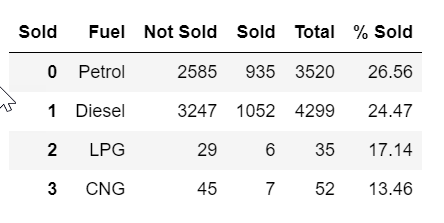 Sold Fuel Not Sold Sold Total % Sold
0 Petrol 2585 935 3520 26.56
1 Diesel 3247 1052 4299 24.47
2 LPG 29 6 35 17.14
3 CNG 45 7 52 13.46